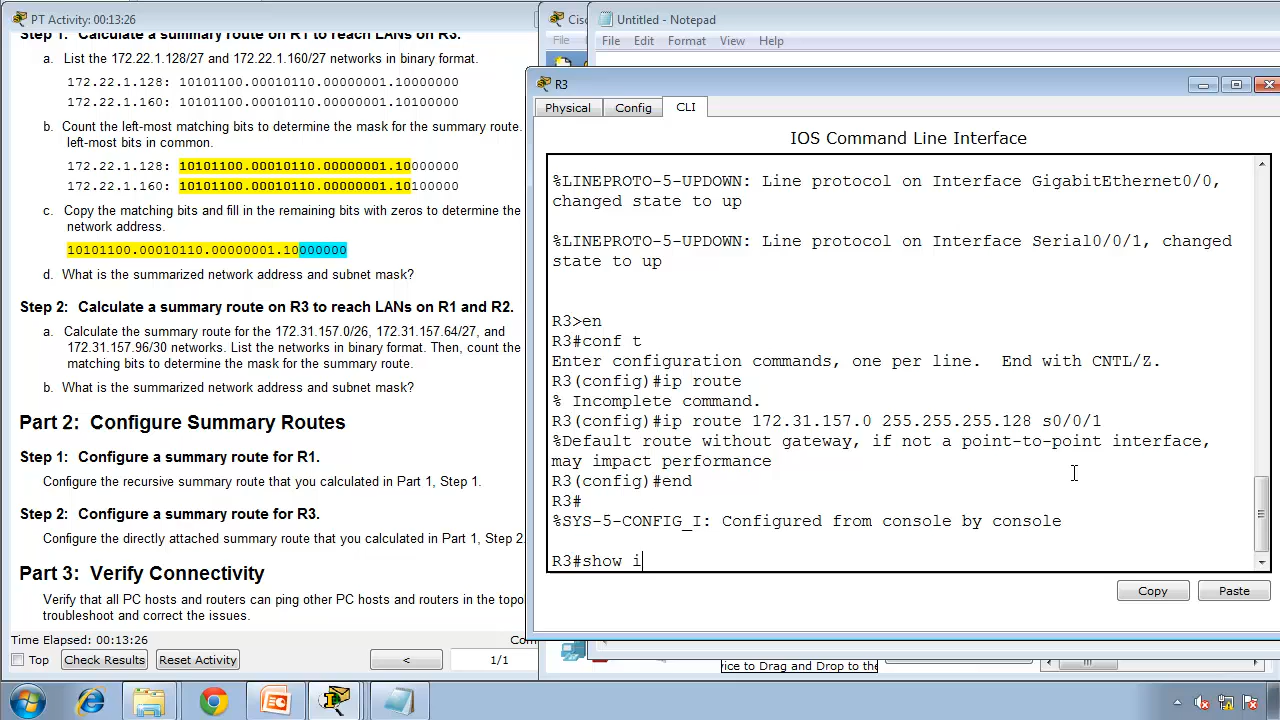 PT Activity: 00:13:26
Step 1: Calculate a summary route on R1 to reach LANs on R3.
a. List the 172.22.1.128/27 and 172.22.1.160/27 networks in binary format.
172.22.1.128: 10101100.00010110.00000001.10000000
172.22.1.160: 10101100.00010110.00000001.10100000
b. Count the left-most matching bits to determine the mask for the summary route.
left-most bits in common.
172.22.1.128: 10101100.00010110.00000001.10000000
172.22.1.160: 10101100.00010110.00000001.10100000
c. Copy the matching bits and fill in the remaining bits with zeros to determine the
network address.
10101100.00010110.00000001.10000000
d. What is the summarized network address and subnet mask?
Step 2: Calculate a summary route on R3 to reach LANs on R1 and R2.
a. Calculate the summary route for the 172.31.157.0/26, 172.31.157.64/27, and
172.31.157.96/30 networks. List the networks in binary format. Then, count the
matching bits to determine the mask for the summary route.
b. What is the summarized network address and subnet mask?
Part 2: Configure Summary Routes
Step 1: Configure a summary route for R1.
Configure the recursive summary route that you calculated in Part 1, Step 1.
Step 2: Configure a summary route for R3.
Configure the directly attached summary route that you calculated in Part 1, Step 2.
Part 3: Verify Connectivity
Verify that all PC hosts and routers can ping other PC hosts and routers in the topo
troubleshoot and correct the issues.
Time Elapsed: 00:13:26
Com
Top
Check Results
Reset Activity
<
1/1
Cisc
File
Untitled - Notepad
File Edit Format View Help
R3
Physical Config CLI
IOS Command Line Interface
%LINEPROTO-5-UPDOWN: Line protocol on Interface GigabitEthernet0/0,
changed state to up
%LINEPROTO-5-UPDOWN: Line protocol on Interface Serial0/0/1, changed
state to up
R3>en
R3#conf t
Enter configuration commands, one per line. End with CNTL/Z.
R3(config)#ip route
% Incomplete command.
R3(config)#ip route 172.31.157.0 255.255.255.128 s0/0/1
%Default route without gateway, if not a point-to-point interface,
may impact performance
R3(config)#end
R3#
%SYS-5-CONFIG_I: Configured from console by console
R3#show i
Copy
Paste
ice to Drag and Drop to the